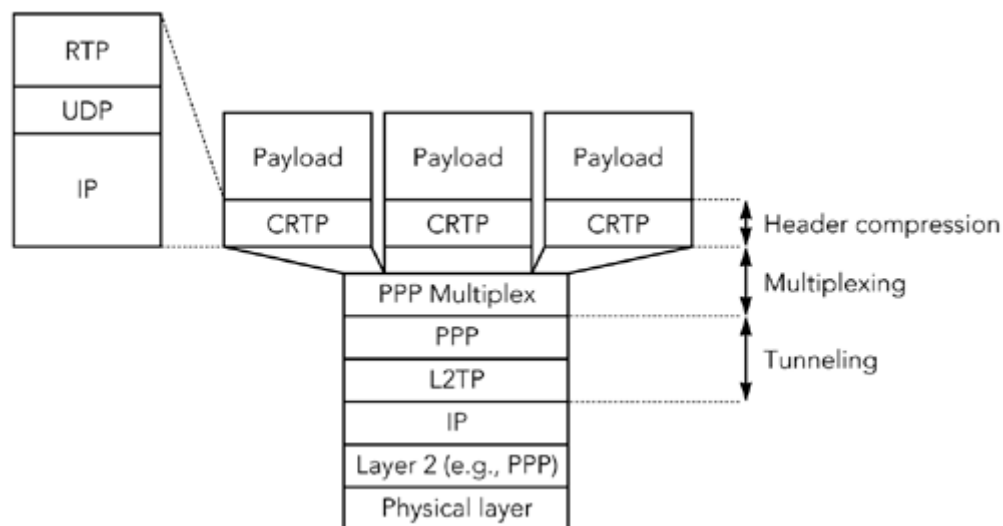 RTP
UDP
IP
Payload
Payload
Payload
CRTP
CRTP
CRTP
Header compression
PPP Multiplex
Multiplexing
PPP
L2TP
Tunneling
IP
Layer 2 (e.g., PPP)
Physical layer